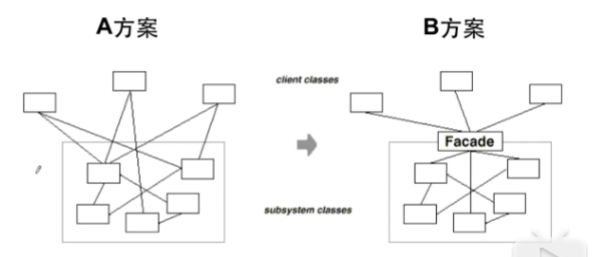 A方案
B方案
client classes
Facade
subsystem classes